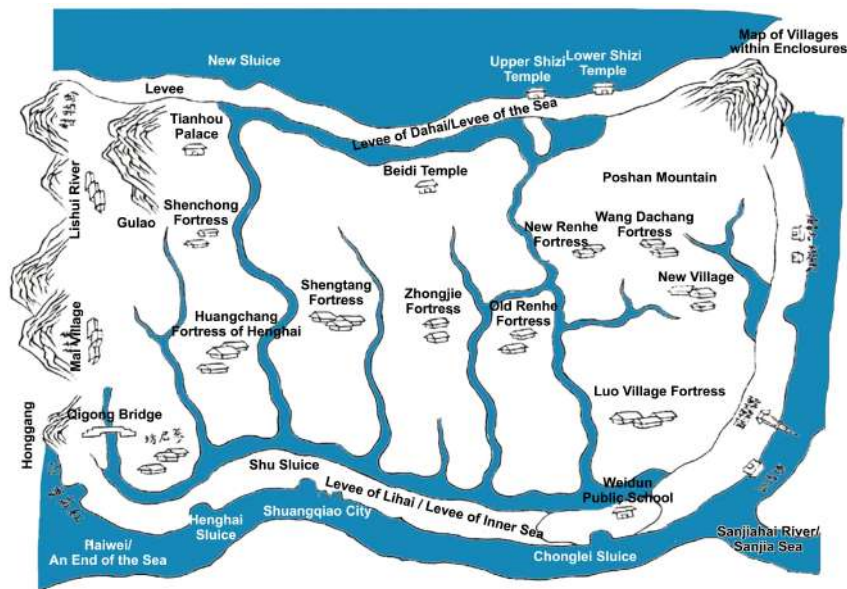 Map of Villages
within Enclosures
New Sluice
Upper Shizi
Temple
Lower Shizi
Temple
Levee
Levee of Dahai/Levee of the Sea
Tianhou
Palace
Beidi Temple
Poshan Mountain
Lishui River
Gulao
Shenchong
Fortress
New Renhe
Fortress
Wang Dachang
Fortress
New Village
Shengtang
Fortress
Zhongjie
Fortress
Old Renhe
Fortress
Huangchang
Fortress of Henghai
Mai Village
Luo Village Fortress
Qigong Bridge
Honggang
Shu Sluice
Levee of Lihai / Levee of Inner Sea
Weidun
Public School
Henghai
Sluice
Shuangqiao City
Haiwei/
An End of the Sea
Chonglei Sluice
Sanjiahai River/
Sanjia Sea